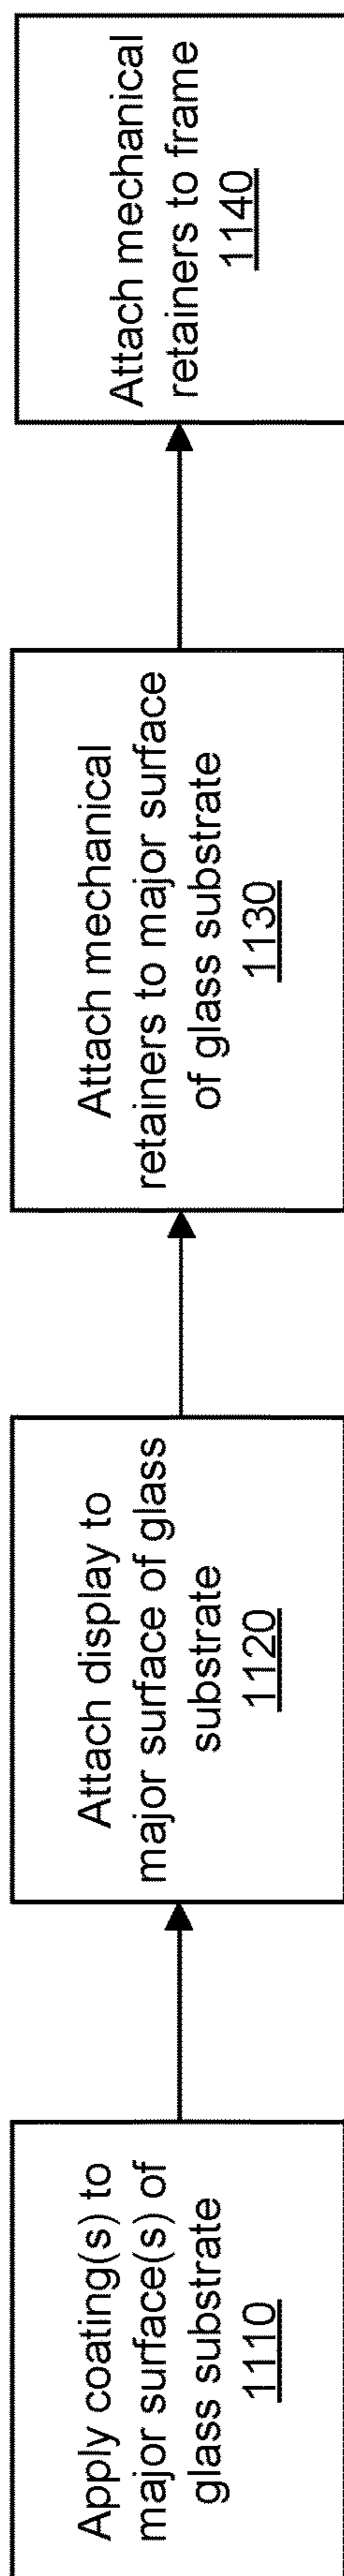 Apply coating(s) to
major surface(s) of
glass substrate
1110
Attach display to
major surface of glass
substrate
1120
Attach mechanical
retainers to major surface
of glass substrate
1130
Attach mechanical
retainers to frame
1140